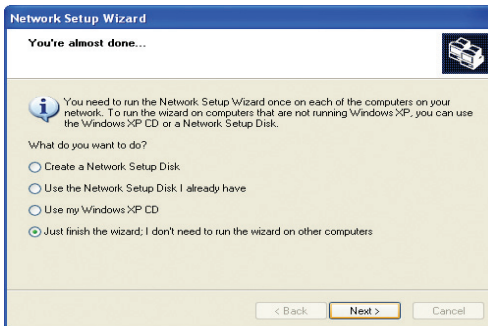 Network Setup Wizard
You're almost done...
You need to run the Network Setup Wizard once on each of the computers on your
network. To run the wizard on computers that are not running Windows XP, you can use
the Windows XP CD or a Network Setup Disk.
What do you want to do?
Create a Network Setup Disk
Use the Network Setup Disk I already have
Use my Windows XP CD
Just finish the wizard; I don't need to run the wizard on other computers
< Back
Next >
Cancel